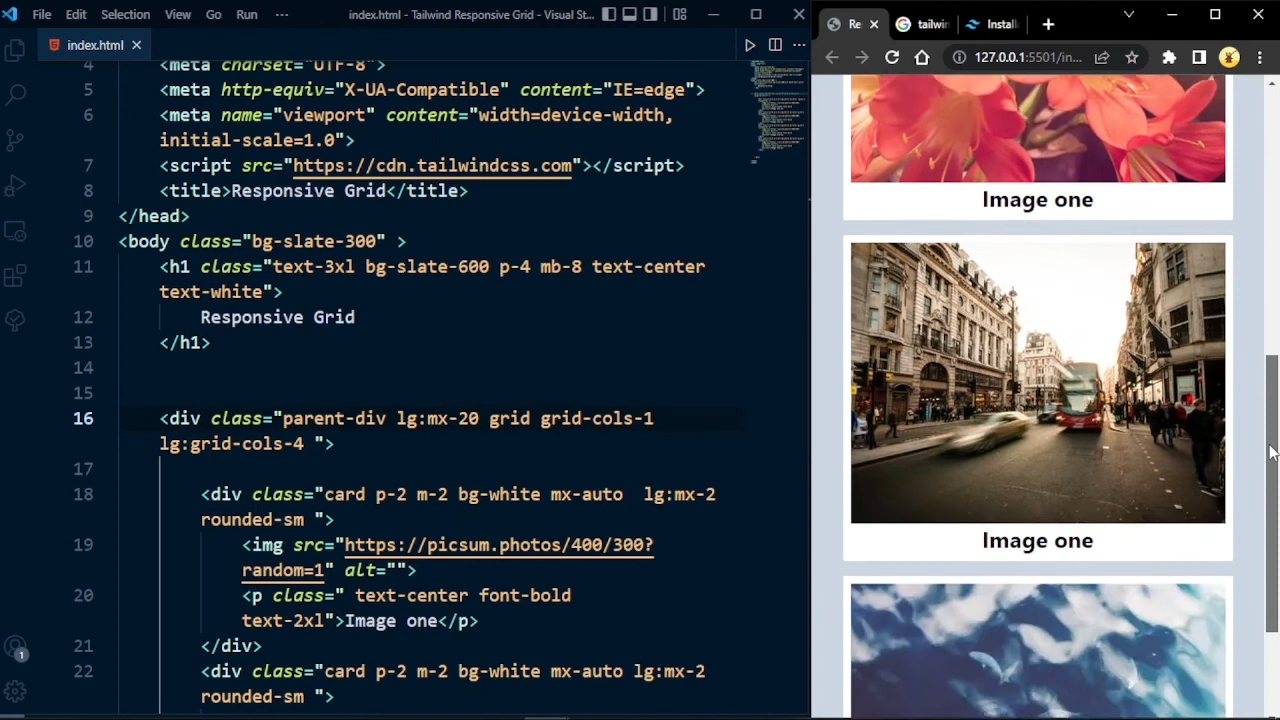 File Edit Selection View Go Run ··· index.html - Tailwind Responsive Grid - Visual St...
index.html
4 <meta charset="UTF-8">
5 <meta http-equiv="X-UA-Compatible" content="IE=edge">
6 <meta name="viewport" content="width=device-width,
initial-scale=1.0">
7 <script src="https://cdn.tailwindcss.com"></script>
8 <title>Responsive Grid</title>
9 </head>
10 <body class="bg-slate-300" >
11 <h1 class="text-3xl bg-slate-600 p-4 mb-8 text-center
text-white">
12 Responsive Grid
13 </h1>
14
15
16 <div class="parent-div lg:mx-20 grid grid-cols-1
lg:grid-cols-4 ">
17
18 <div class="card p-2 m-2 bg-white mx-auto  lg:mx-2
rounded-sm ">
19 <img src="https://picsum.photos/400/300?
random=1" alt="">
20 <p class=" text-center font-bold
text-2xl">Image one</p>
21 </div>
22 <div class="card p-2 m-2 bg-white mx-auto lg:mx-2
rounded-sm ">
1
Re
tailwin
Install
127.0.0.1:5501/in...
Image one
Image one